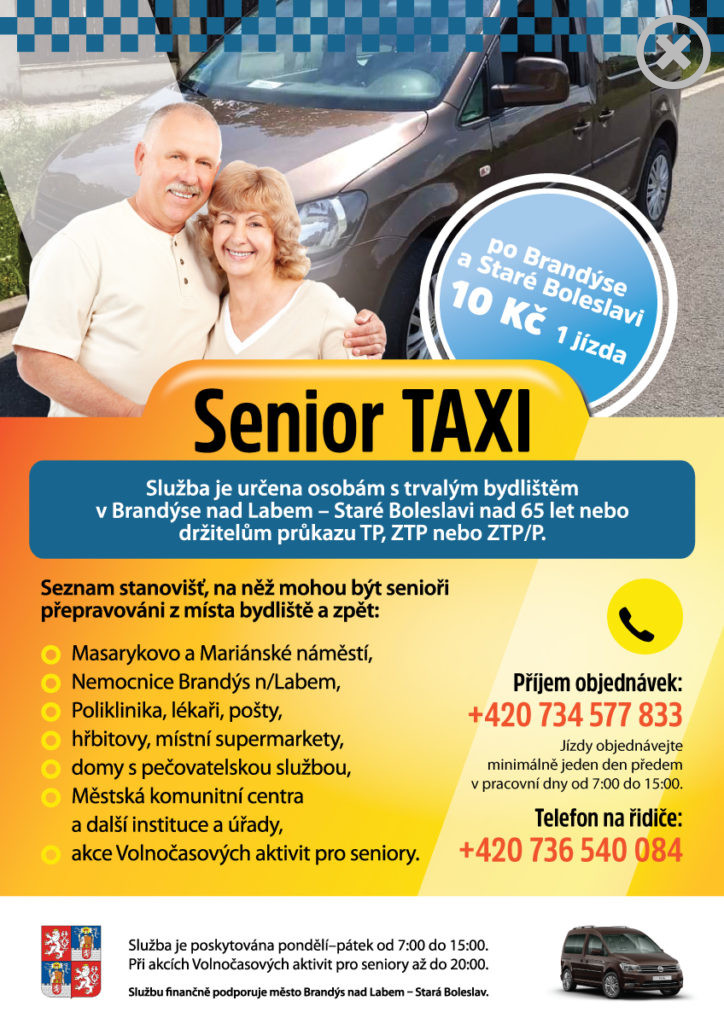 po Brandýse
a Staré Boleslavi
10 Kč 1 jízda
Senior TAXI
Služba je určena osobám s trvalým bydlištěm
v Brandýse nad Labem – Staré Boleslavi nad 65 let nebo
držitelům průkazu TP, ZTP nebo ZTP/P.
Seznam stanovišť, na něž mohou být senioři
přepravováni z místa bydliště a zpět:
Masarykovo a Mariánské náměstí,
Nemocnice Brandýs n/Labem,
Poliklinika, lékaři, pošty,
hřbitovy, místní supermarkety,
domy s pečovatelskou službou,
Městská komunitní centra
a další instituce a úřady,
akce Volnočasových aktivit pro seniory.
Příjem objednávek:
+420 734 577 833
Jízdy objednávejte
minimálně jeden den předem
v pracovní dny od 7:00 do 15:00.
Telefon na řidiče:
+420 736 540 084
Služba je poskytována pondělí–pátek od 7:00 do 15:00.
Při akcích Volnočasových aktivit pro seniory až do 20:00.
Službu finančně podporuje město Brandýs nad Labem – Stará Boleslav.